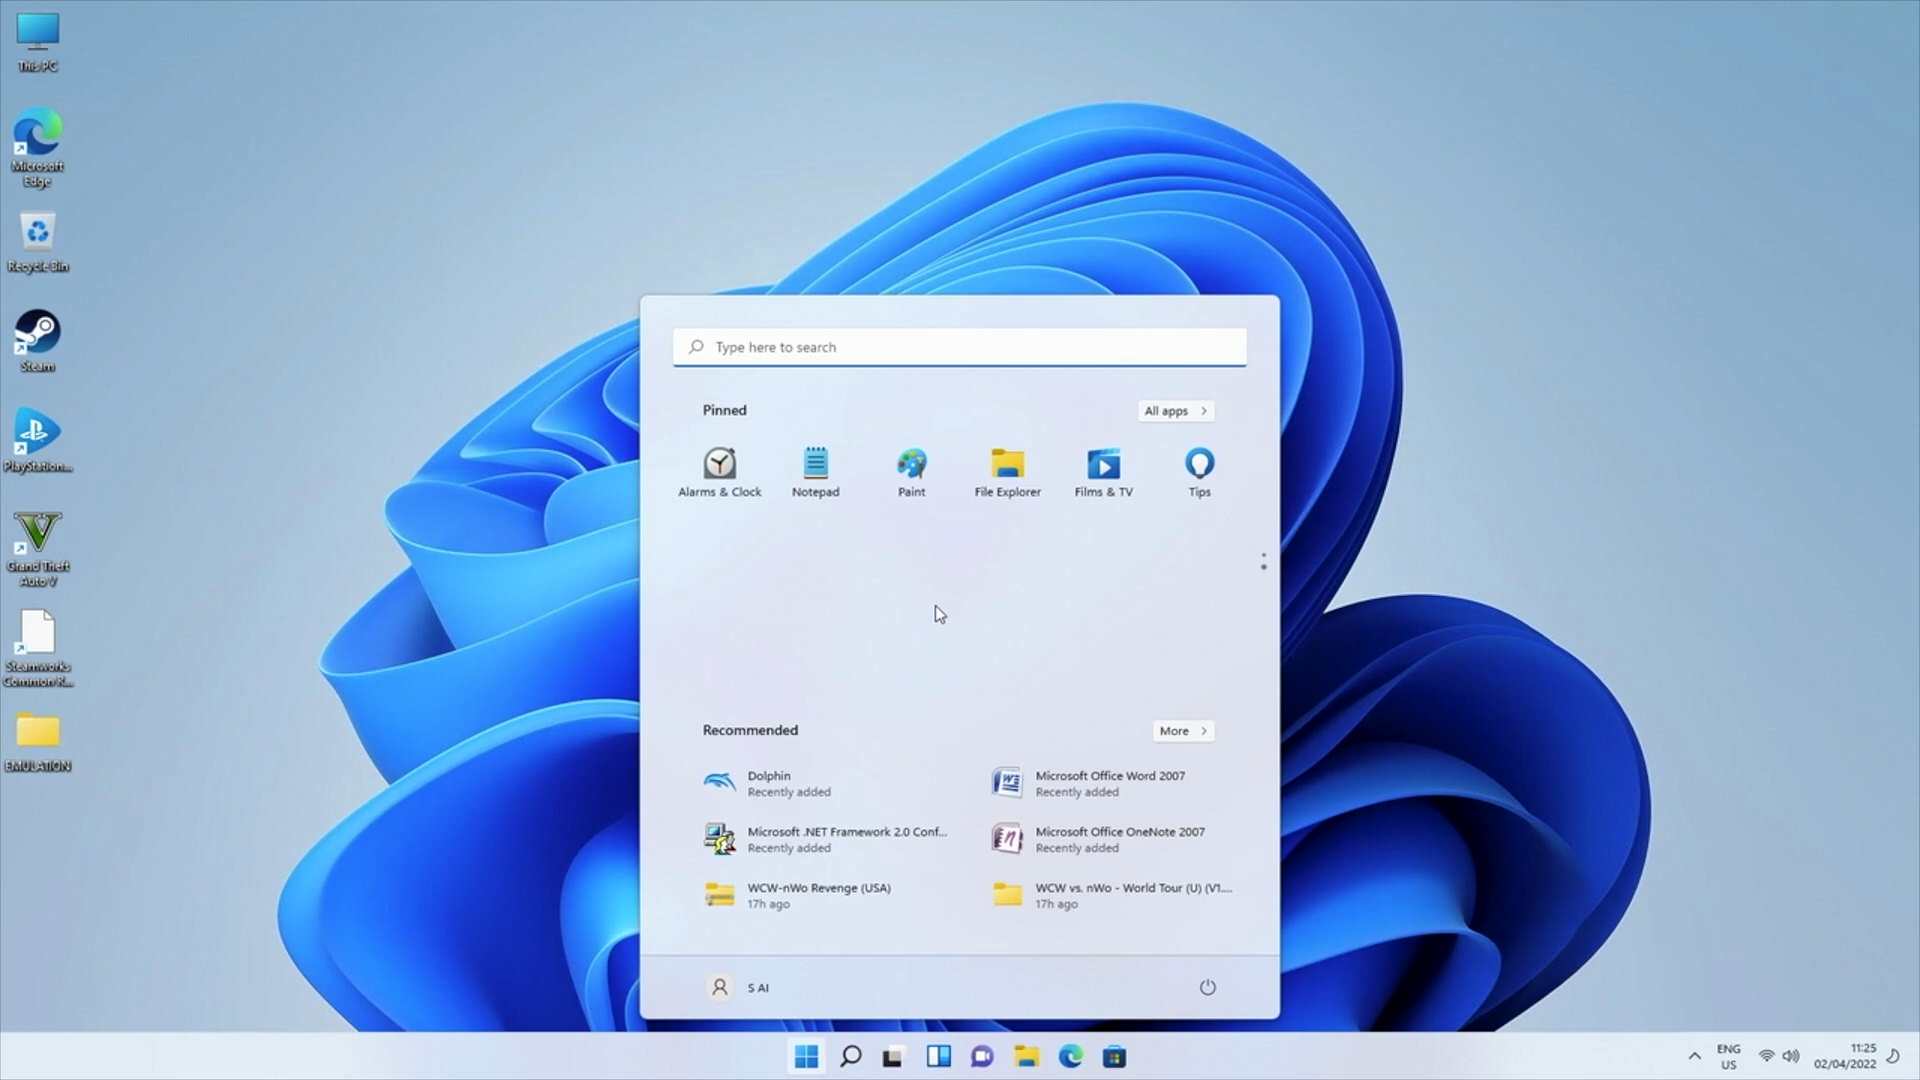 This PC
Microsoft
Edge
Recycle Bin
Steam
PlayStation...
Grand Theft
Auto V
Steamworks
Common R...
EMULATION
Type here to search
Pinned
All apps
Alarms & Clock
Notepad
Paint
File Explorer
Films & TV
Tips
Recommended
More
Dolphin
Recently added
Microsoft Office Word 2007
Recently added
Microsoft .NET Framework 2.0 Conf...
Recently added
Microsoft Office OneNote 2007
Recently added
WCW-nWo Revenge (USA)
17h ago
WCW vs. nWo - World Tour (U) (V1....
17h ago
S AI
ENG
US
11:25
02/04/2022